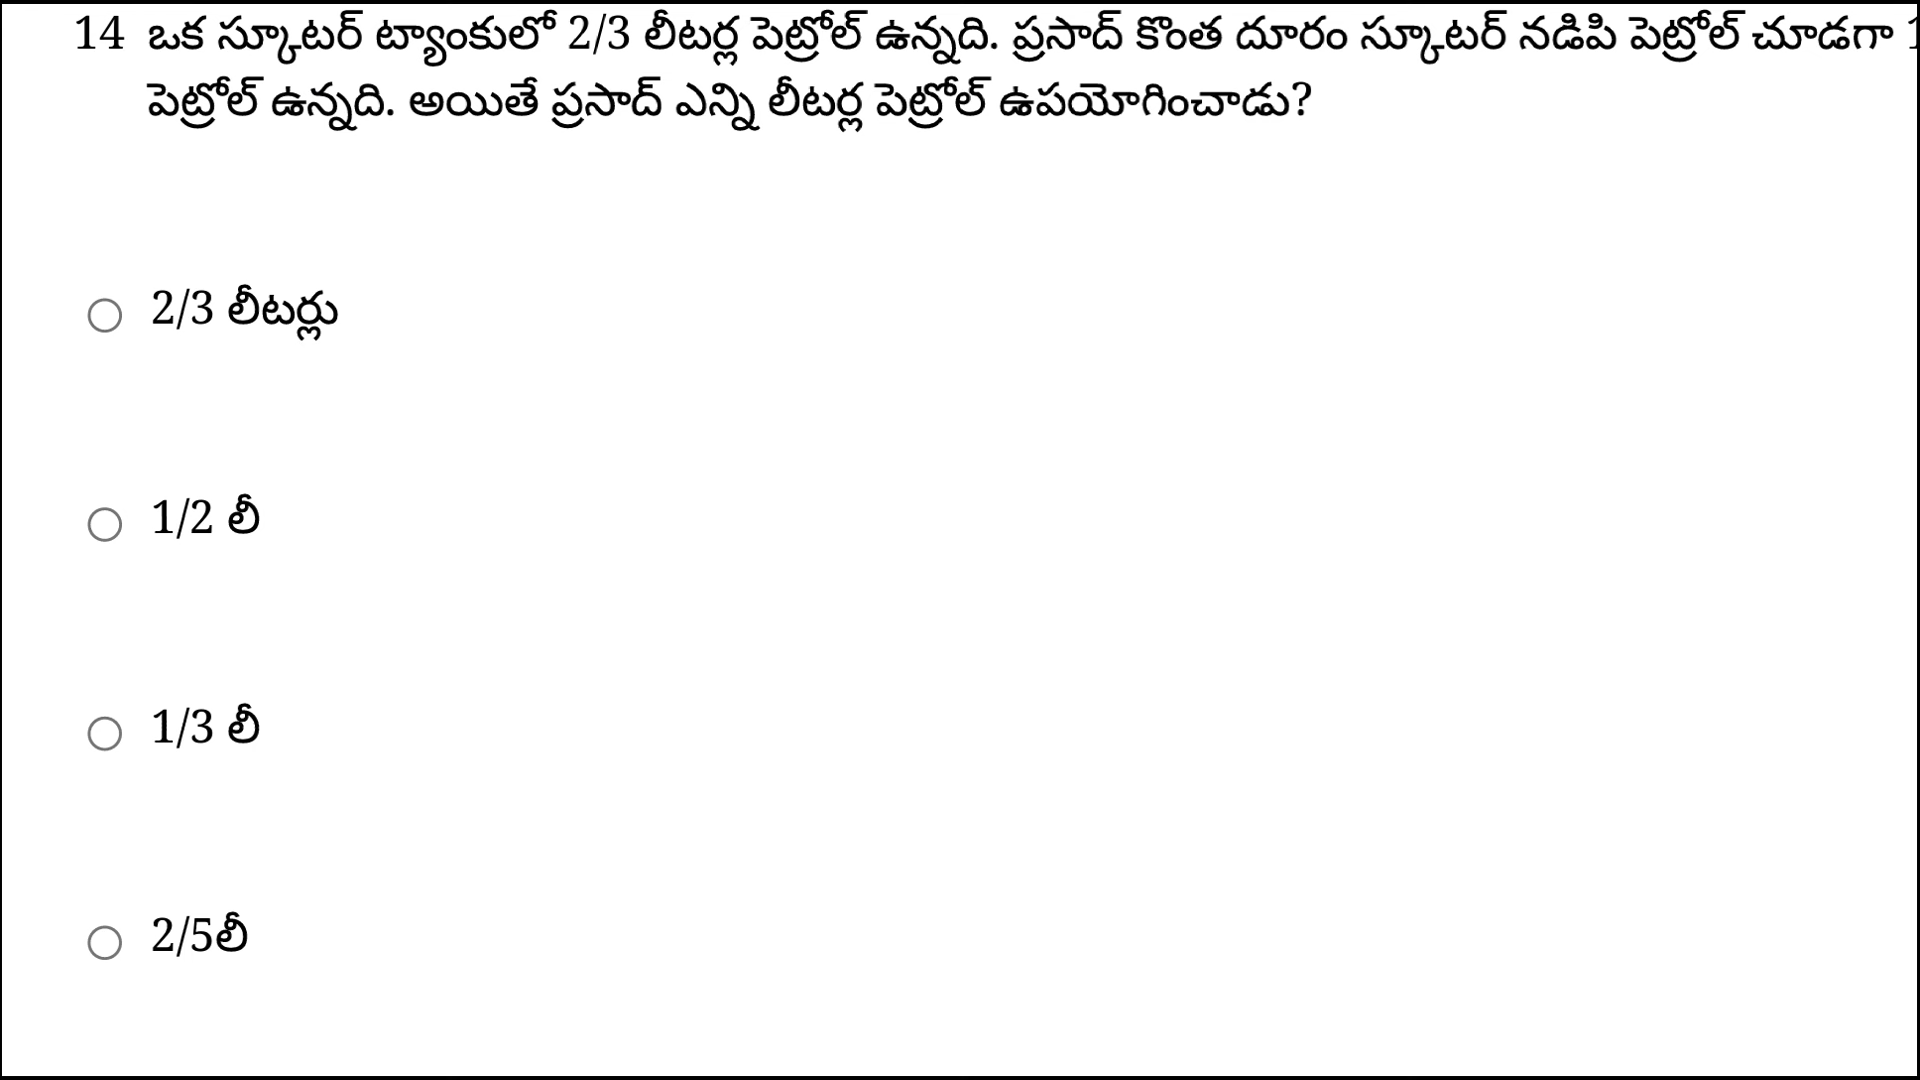 14 ఒక స్కూటర్ ట్యాంకులో 2/3 లీటర్ల పెట్రోల్ ఉన్నది. ప్రసాద్ కొంత దూరం స్కూటర్ నడిపి పెట్రోల్ చూడగా
పెట్రోల్ ఉన్నది. అయితే ప్రసాద్ ఎన్ని లీటర్ల పెట్రోల్ ఉపయోగించాడు?
2/3 లీటర్లు
1/2 లీ
1/3 లీ
2/5లీ